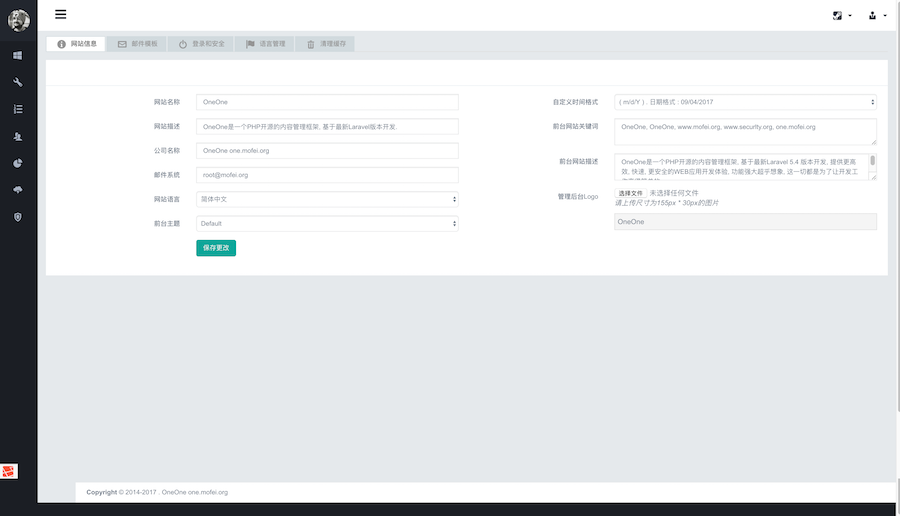 网站信息
邮件模板
登录和安全
语言管理
清理缓存
网站名称 OneOne
网站描述 OneOne是一个PHP开源的内容管理框架, 基于最新Laravel版本开发.
公司名称 OneOne one.mofei.org
邮件系统 root@mofei.org
网站语言 简体中文
前台主题 Default
保存更改
自定义时间格式 ( m/d/Y ) . 日期格式 : 09/04/2017
前台网站关键词 OneOne, OneOne, www.mofei.org, www.security.org, one.mofei.org
前台网站描述 OneOne是一个PHP开源的内容管理框架, 基于最新Laravel 5.4 版本开发, 提供更高
效, 快速, 更安全的WEB应用开发体验, 功能强大超乎想象, 这一切都是为了让开发工
管理后台Logo 选择文件 未选择任何文件
请上传尺寸为155px * 30px的图片
OneOne
Copyright © 2014-2017 . OneOne one.mofei.org